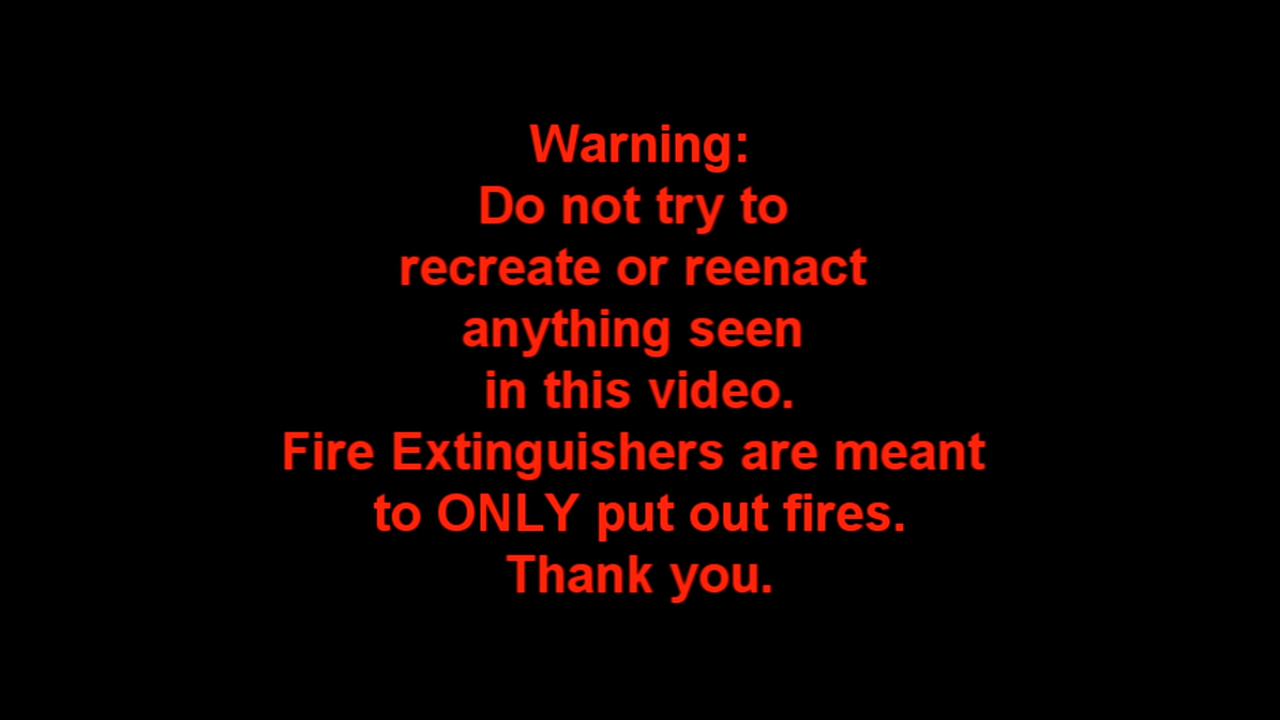 Warning:
Do not try to
recreate or reenact
anything seen
in this video.
Fire Extinguishers are meant
to ONLY put out fires.
Thank you.